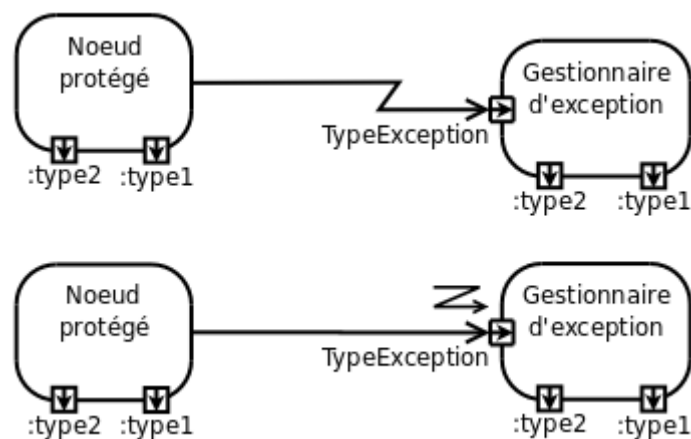 Noeud
protégé
Gestionnaire
d'exception
TypeException
:type2 :type1
:type2 :type1
Noeud
protégé
Gestionnaire
d'exception
TypeException
:type2 :type1
:type2 :type1